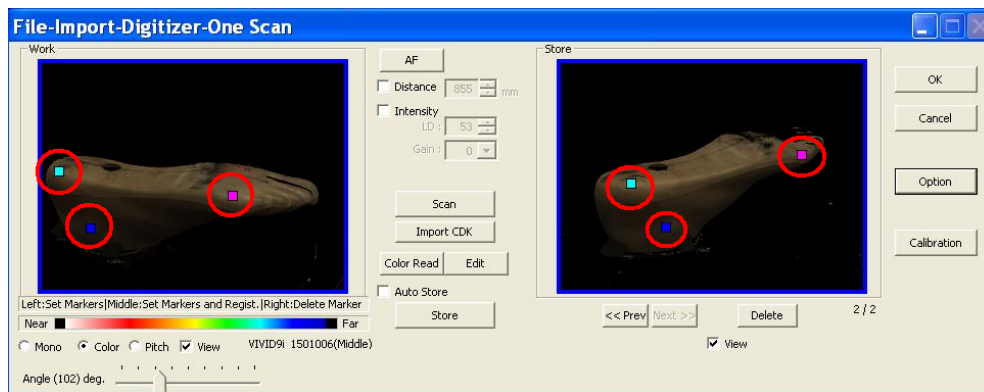 File-Import-Digitizer-One Scan
Work
Store
AF
Distance 855 mm
Intensity
LD : 53
Gain : 0
Scan
Import CDK
Color Read Edit
Auto Store
Store
OK
Cancel
Option
Calibration
Left:Set Markers|Middle:Set Markers and Regist.|Right:Delete Marker
Near Far
Mono Color Pitch View VIVID9i 1501006(Middle)
Angle (102) deg.
<< Prev Next >> Delete 2 / 2
View